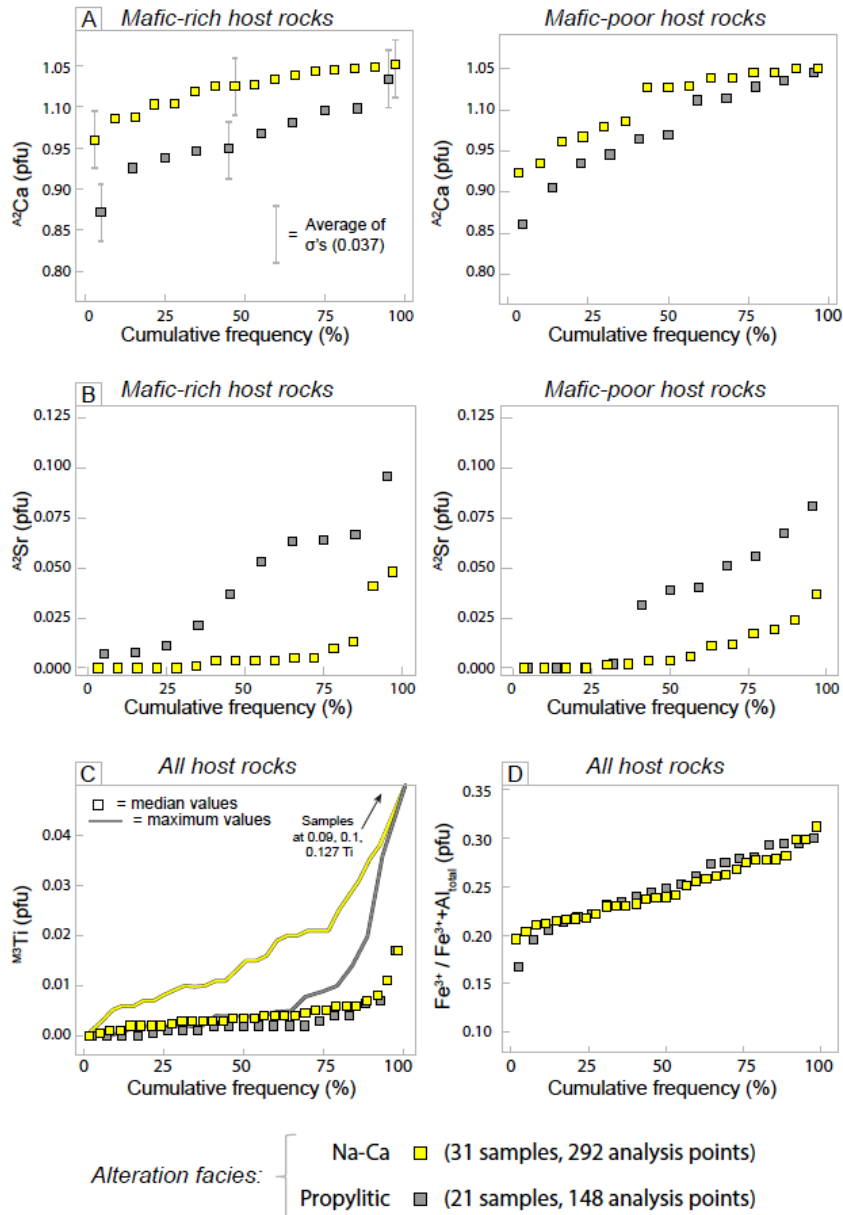 A
Mafic-rich host rocks
Mafic-poor host rocks
A2Ca (pfu)
1.05
1.10
0.95
0.90
0.85
0.80
= Average of
σ's (0.037)
0
25
50
75
100
Cumulative frequency (%)
A2Ca (pfu)
1.05
1.10
0.95
0.90
0.85
0.80
0
25
50
75
100
Cumulative frequency (%)
B
Mafic-rich host rocks
Mafic-poor host rocks
A2Sr (pfu)
0.125
0.100
0.075
0.050
0.025
0.000
0
25
50
75
100
Cumulative frequency (%)
A2Sr (pfu)
0.125
0.100
0.075
0.050
0.025
0.000
0
25
50
75
100
Cumulative frequency (%)
C
All host rocks
= median values
= maximum values
Samples
at 0.09, 0.1,
0.127 Ti
M3Ti (pfu)
0.04
0.03
0.02
0.01
0.00
0
25
50
75
100
Cumulative frequency (%)
D
All host rocks
Fe3+ / Fe3++Altotal (pfu)
0.35
0.30
0.25
0.20
0.15
0.10
0
25
50
75
100
Cumulative frequency (%)
Alteration facies:
Na-Ca (31 samples, 292 analysis points)
Propylitic (21 samples, 148 analysis points)